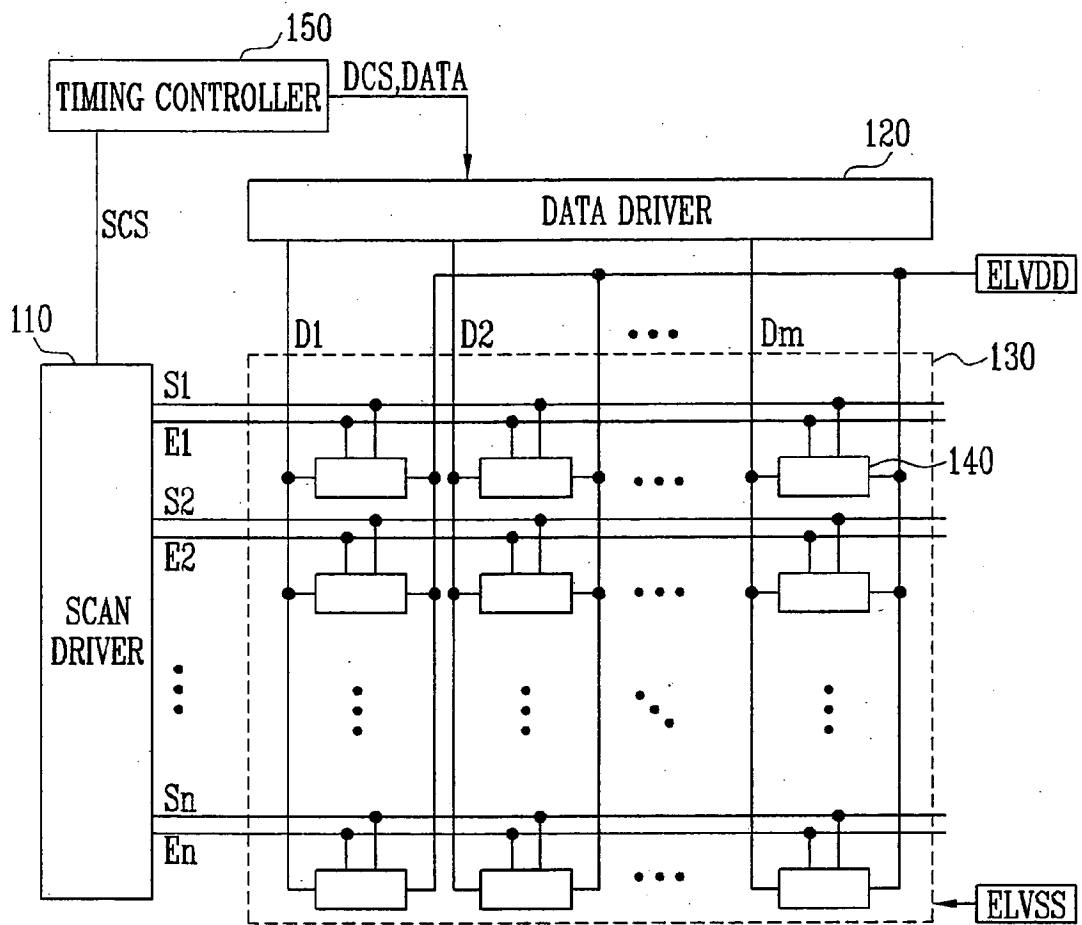 150
TIMING CONTROLLER
DCS,DATA
120
DATA DRIVER
SCS
ELVDD
110
D1
D2
Dm
130
S1
E1
140
S2
E2
SCAN
DRIVER
Sn
En
ELVSS